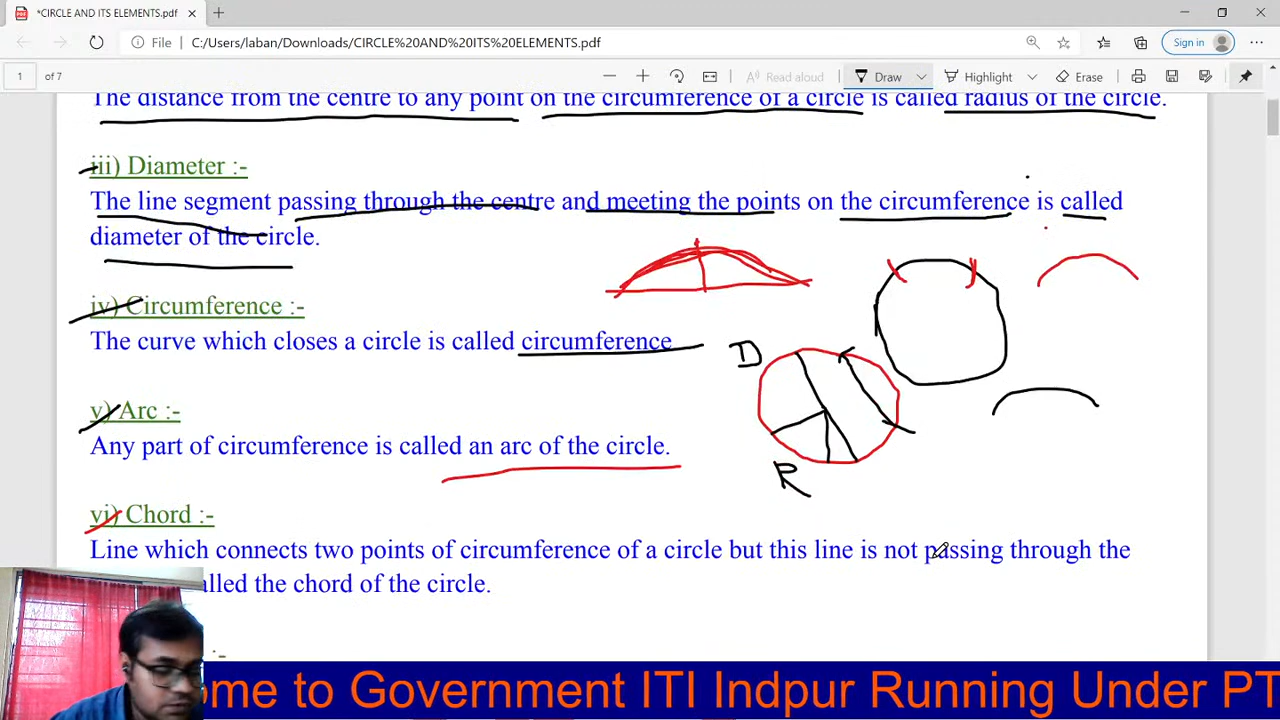 *CIRCLE AND ITS ELEMENTS.pdf
File C:/Users/laban/Downloads/CIRCLE%20AND%20ITS%20ELEMENTS.pdf
Sign in
1 of 7
Read aloud Draw Highlight Erase
The distance from the centre to any point on the circumference of a circle is called radius of the circle.
iii) Diameter :-
The line segment passing through the centre and meeting the points on the circumference is called
diameter of the circle.
iv) Circumference :-
The curve which closes a circle is called circumference
D
v) Arc :-
Any part of circumference is called an arc of the circle.
R
vi) Chord :-
Line which connects two points of circumference of a circle but this line is not passing through the
alled the chord of the circle.
:-
ome to Government ITI Indpur Running Under PT